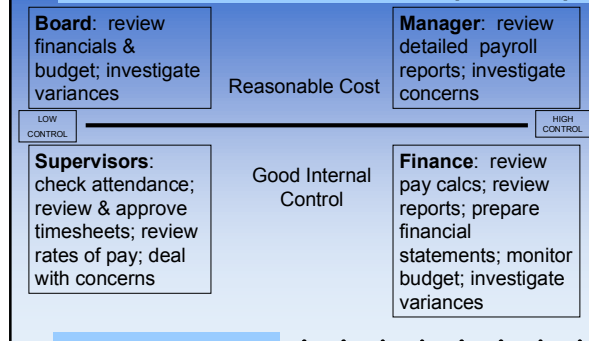 Board: review
financials &
budget; investigate
variances
Reasonable Cost
Manager: review
detailed payroll
reports; investigate
concerns
LOW
CONTROL
HIGH
CONTROL
Supervisors:
check attendance;
review & approve
timesheets; review
rates of pay; deal
with concerns
Good Internal
Control
Finance: review
pay calcs; review
reports; prepare
financial
statements; monitor
budget; investigate
variances